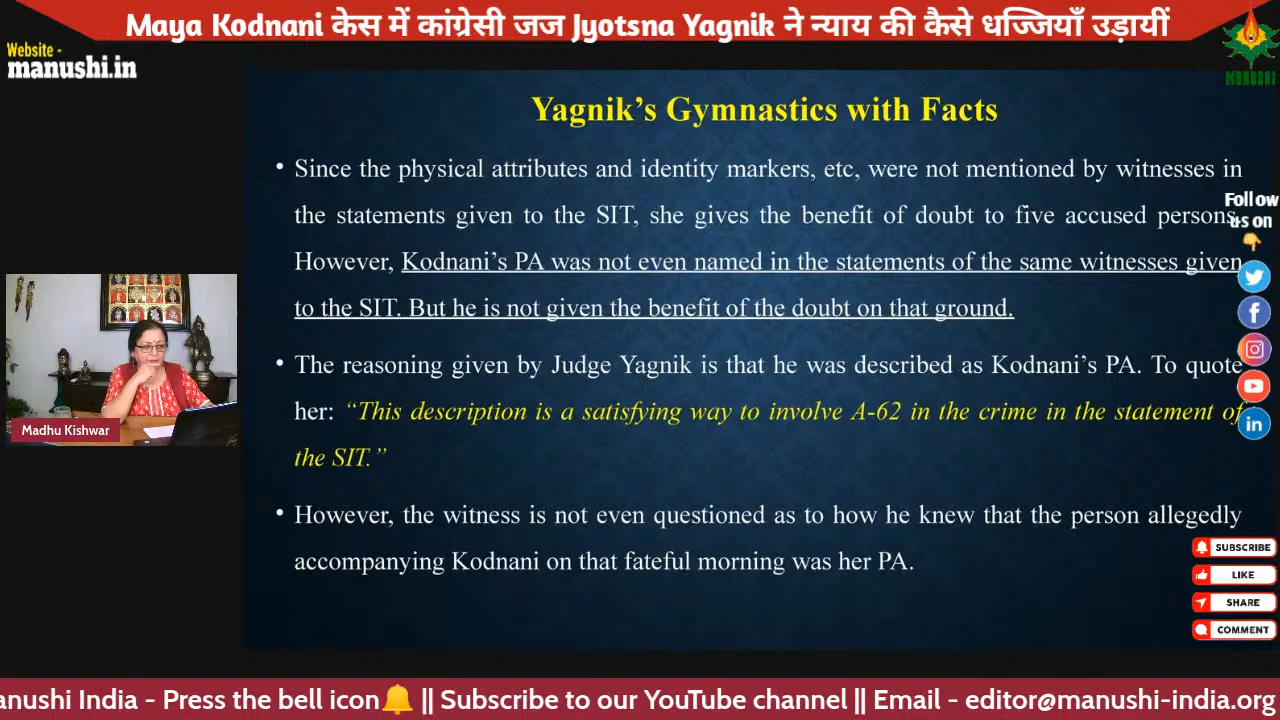 Maya Kodnani केस में कांग्रेसी जज Jyotsna Yagnik ने न्याय की कैसे धज्जियाँ उड़ायीं
Website -
manushi.in
MANUSHI
Yagnik's Gymnastics with Facts
• Since the physical attributes and identity markers, etc, were not mentioned by witnesses in
the statements given to the SIT, she gives the benefit of doubt to five accused persons.
However, Kodnani's PA was not even named in the statements of the same witnesses given
to the SIT. But he is not given the benefit of the doubt on that ground.
• The reasoning given by Judge Yagnik is that he was described as Kodnani's PA. To quote
her: "This description is a satisfying way to involve A-62 in the crime in the statement of
the SIT."
• However, the witness is not even questioned as to how he knew that the person allegedly
accompanying Kodnani on that fateful morning was her PA.
Madhu Kishwar
Follow
us on
SUBSCRIBE
LIKE
SHARE
COMMENT
anushi India - Press the bell icon🔔 || Subscribe to our YouTube channel || Email - editor@manushi-india.org